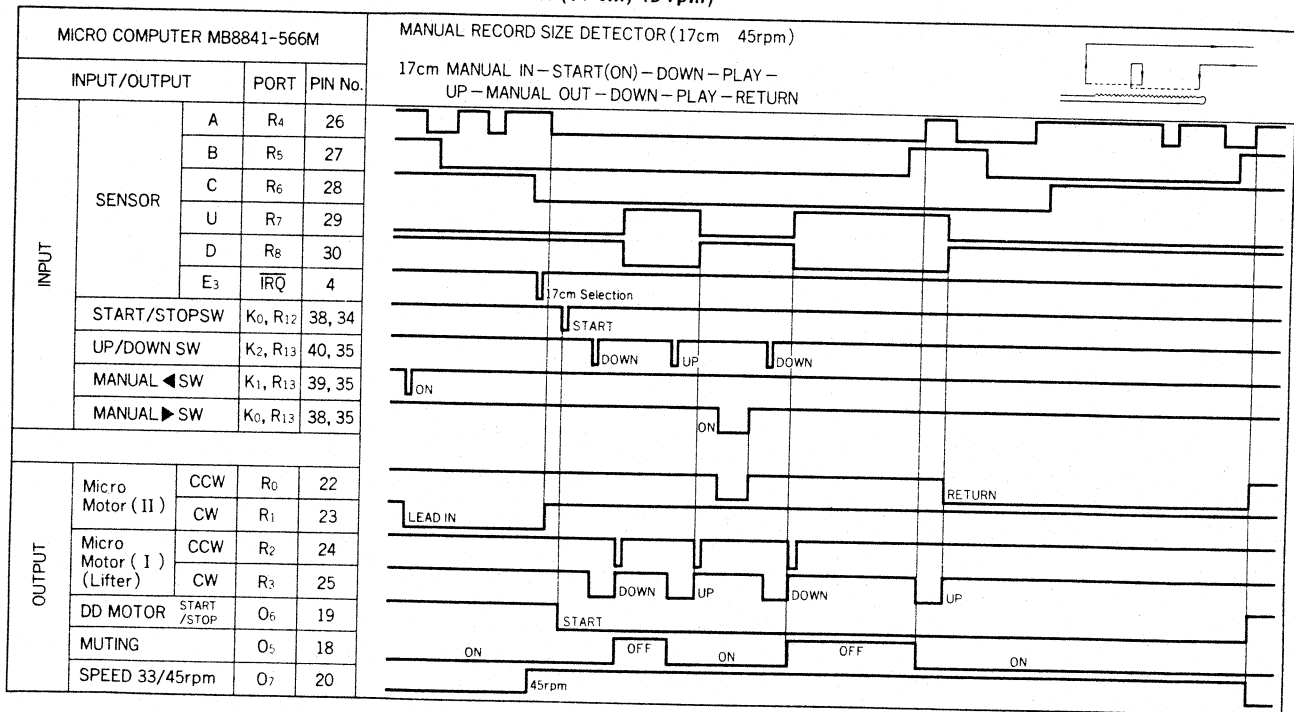 (17 cm, 45 rpm)
MICRO COMPUTER MB8841-566M
INPUT/OUTPUT PORT PIN No.
MANUAL RECORD SIZE DETECTOR (17cm 45rpm)
17cm MANUAL IN – START(ON) – DOWN – PLAY –
UP – MANUAL OUT – DOWN – PLAY – RETURN
INPUT
SENSOR
A R4 26
B R5 27
C R6 28
U R7 29
D R8 30
E3 IRQ 4
17cm Selection
START/STOPSW K0, R12 38, 34
START
UP/DOWN SW K2, R13 40, 35
DOWN UP DOWN
MANUAL ◀ SW K1, R13 39, 35
ON
MANUAL ▶ SW K0, R13 38, 35
ON
OUTPUT
Micro Motor (II)
CCW R0 22
RETURN
CW R1 23
LEAD IN
Micro Motor (I) (Lifter)
CCW R2 24
CW R3 25
DOWN UP DOWN UP
DD MOTOR START/STOP O6 19
START
MUTING O5 18
ON OFF ON OFF ON
SPEED 33/45rpm O7 20
45rpm